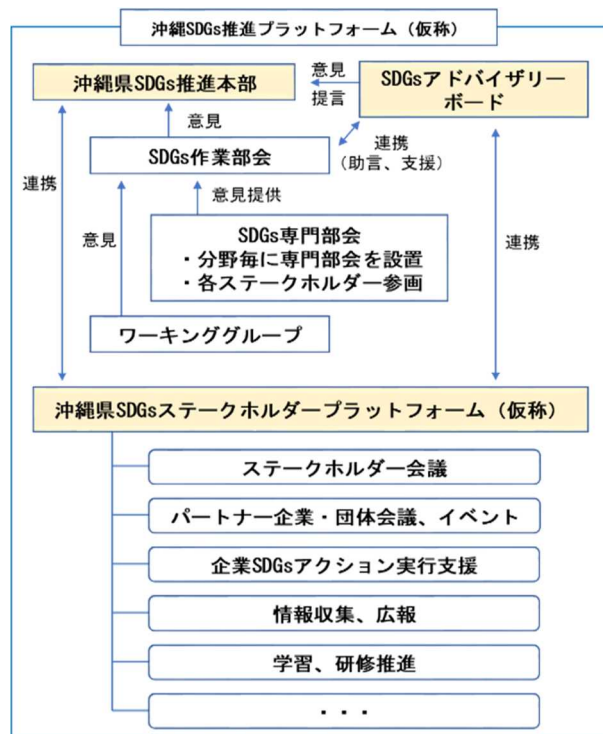 沖縄SDGs推進プラットフォーム（仮称）
沖縄県SDGs推進本部
意見
提言
SDGsアドバイザリー
ボード
意見
連携
（助言、支援）
SDGs作業部会
連携
意見提供
意見
SDGs専門部会
・分野毎に専門部会を設置
・各ステークホルダー参画
連携
ワーキンググループ
沖縄県SDGsステークホルダープラットフォーム（仮称）
ステークホルダー会議
パートナー企業・団体会議、イベント
企業SDGsアクション実行支援
情報収集、広報
学習、研修推進
・・・